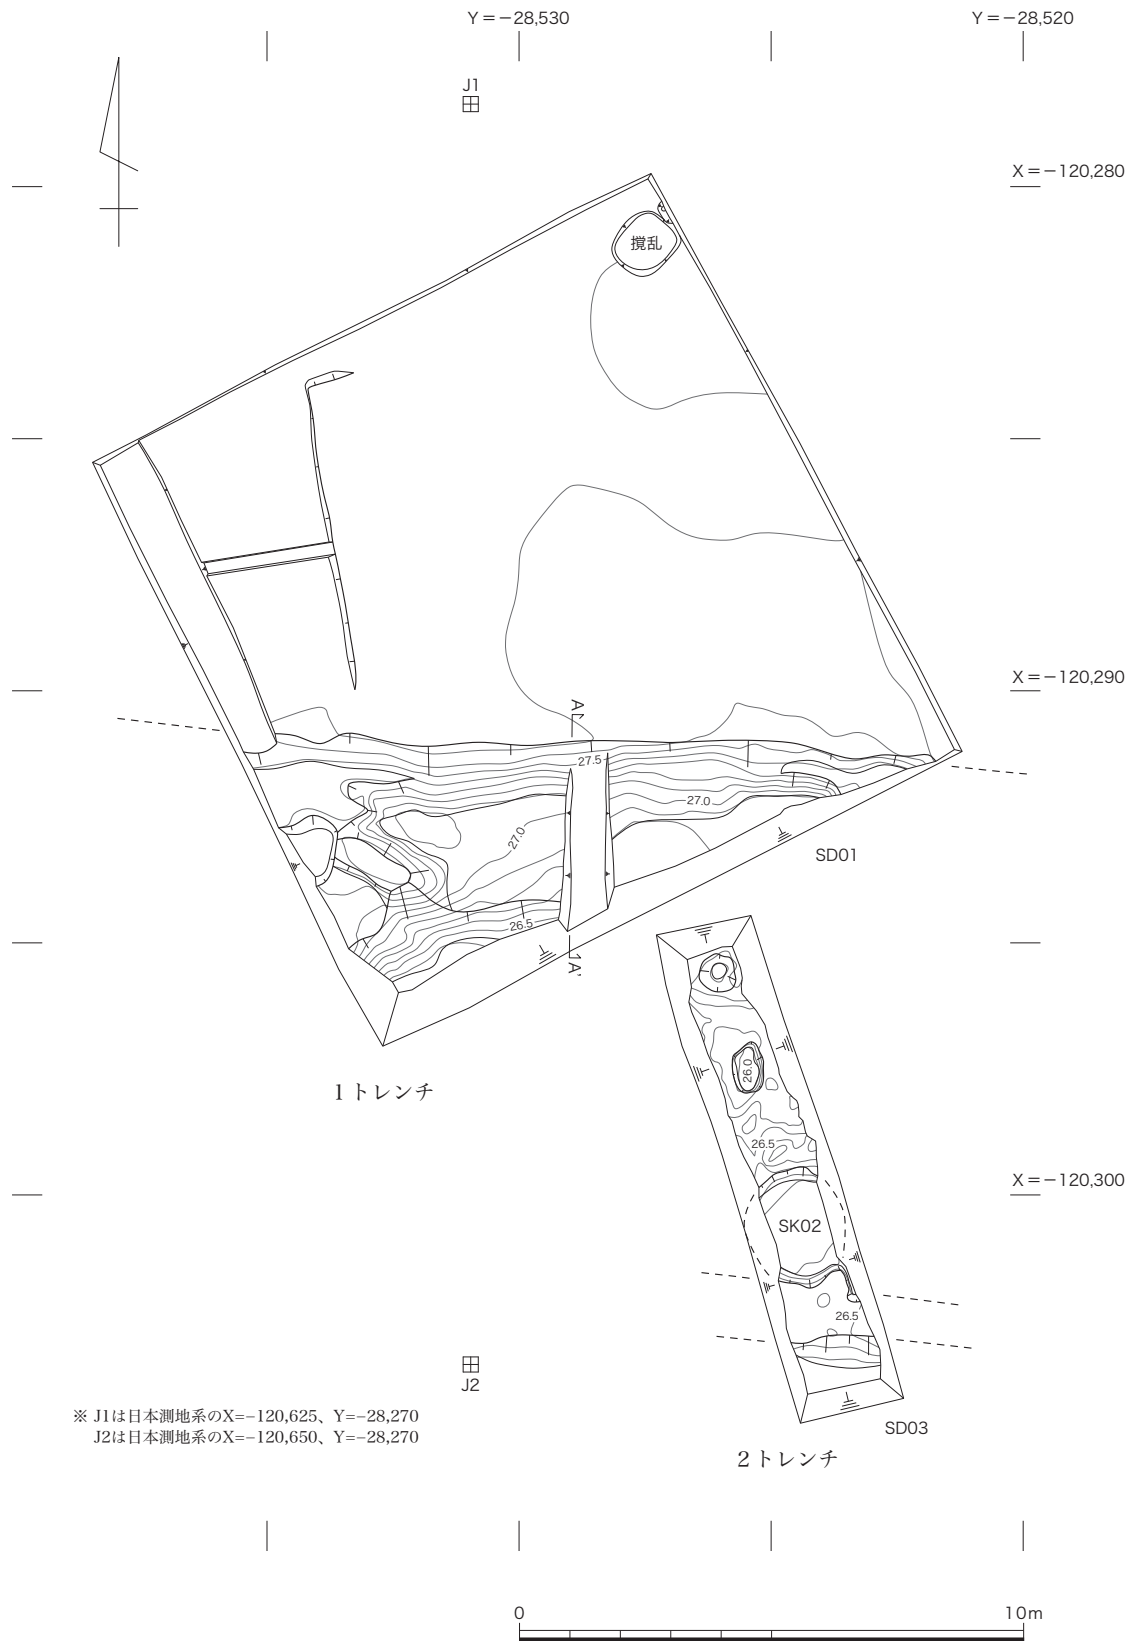 Y＝−28,530
Y＝−28,520
J1
X＝−120,280
撹乱
X＝−120,290
A
27.5
27.0
27.0
SD01
26.5
A'
26.0
1トレンチ
26.5
X＝−120,300
SK02
26.5
J2
※ J1は日本測地系のX=−120,625、Y=−28,270
J2は日本測地系のX=−120,650、Y=−28,270
SD03
2トレンチ
0
10m